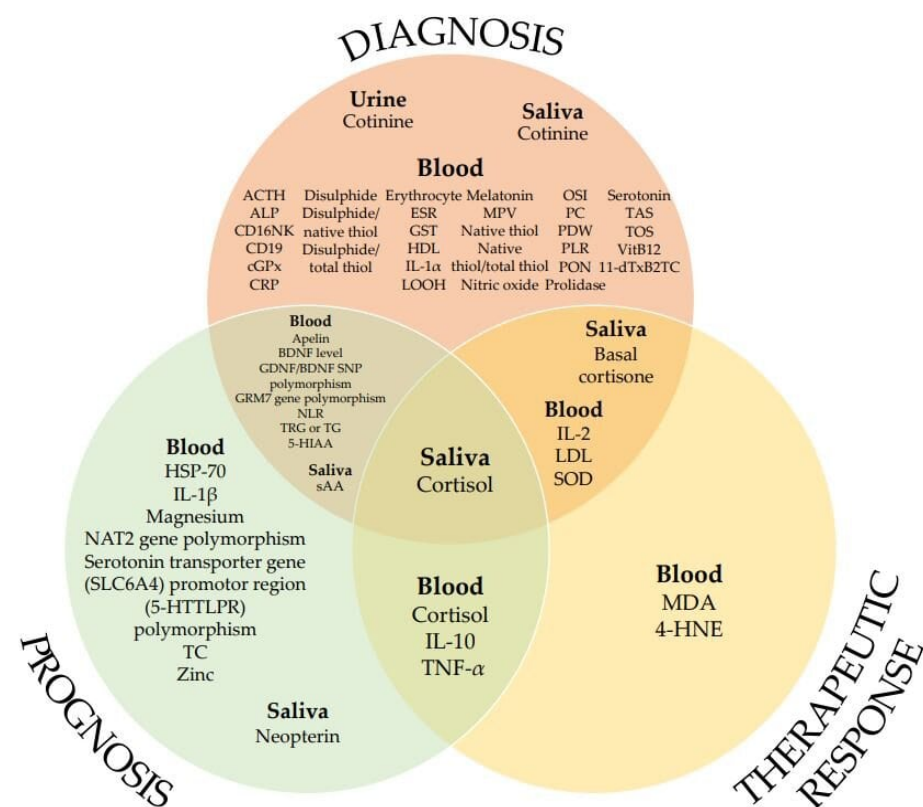 DIAGNOSIS
Urine
Cotinine
Saliva
Cotinine
Blood
ACTH Disulphide Erythrocyte Melatonin OSI Serotonin
ALP Disulphide/ ESR MPV PC TAS
CD16NK native thiol GST Native thiol PDW TOS
CD19 Disulphide/ HDL Native PLR VitB12
cGPx total thiol IL-1α thiol/total thiol PON 11-dTxB2TC
CRP LOOH Nitric oxide Prolidase
Blood
Apelin
BDNF level
GDNF/BDNF SNP
polymorphism
GRM7 gene polymorphism
NLR
TRG or TG
5-HIAA
Saliva
sAA
Saliva
Basal
cortisone
Blood
IL-2
LDL
SOD
Saliva
Cortisol
Blood
HSP-70
IL-1β
Magnesium
NAT2 gene polymorphism
Serotonin transporter gene
(SLC6A4) promotor region
(5-HTTLPR)
polymorphism
TC
Zinc
Saliva
Neopterin
Blood
Cortisol
IL-10
TNF-α
Blood
MDA
4-HNE
PROGNOSIS
THERAPEUTIC
RESPONSE